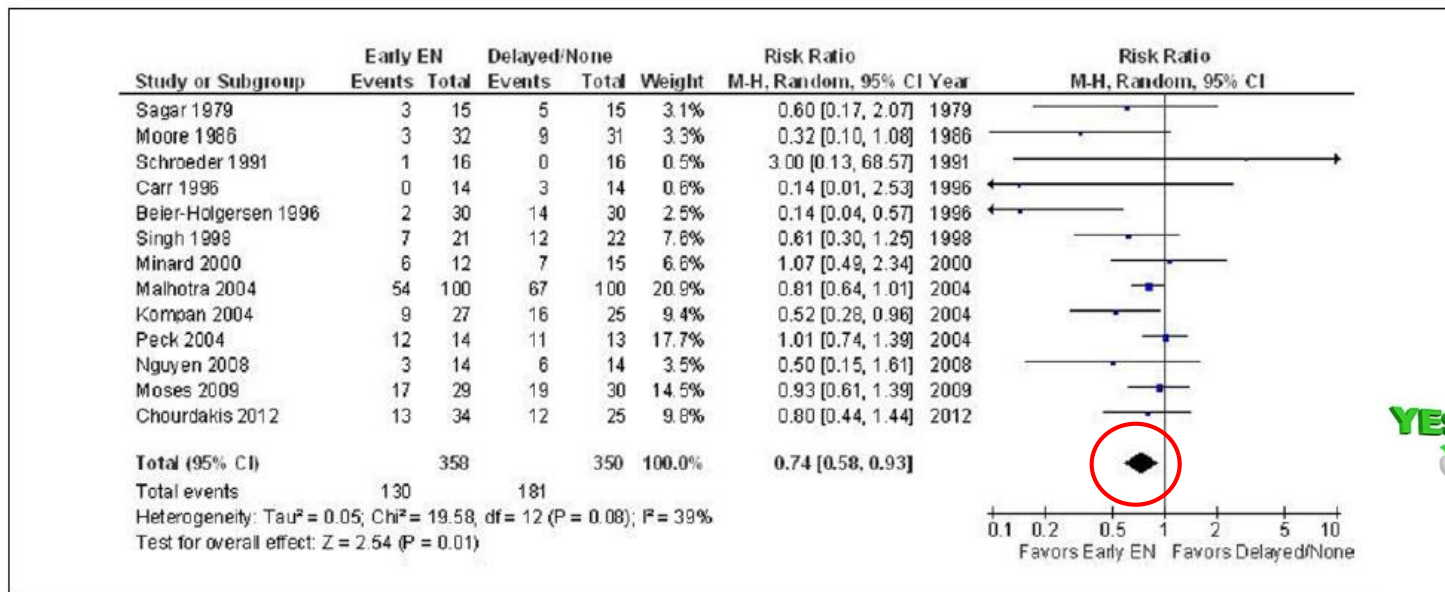 Early EN Delayed/None Risk Ratio Risk Ratio
Study or Subgroup Events Total Events Total Weight M-H, Random, 95% CI Year M-H, Random, 95% CI
Sagar 1979 3 15 5 15 3.1% 0.60 [0.17, 2.07] 1979
Moore 1986 3 32 9 31 3.3% 0.32 [0.10, 1.08] 1986
Schroeder 1991 1 16 0 16 0.5% 3.00 [0.13, 68.57] 1991
Carr 1996 0 14 3 14 0.6% 0.14 [0.01, 2.53] 1996
Beier-Holgersen 1996 2 30 14 30 2.5% 0.14 [0.04, 0.57] 1996
Singh 1998 7 21 12 22 7.6% 0.61 [0.30, 1.25] 1998
Minard 2000 6 12 7 15 6.6% 1.07 [0.49, 2.34] 2000
Malhotra 2004 54 100 67 100 20.9% 0.81 [0.64, 1.01] 2004
Kompan 2004 9 27 16 25 9.4% 0.52 [0.28, 0.96] 2004
Peck 2004 12 14 11 13 17.7% 1.01 [0.74, 1.39] 2004
Nguyen 2008 3 14 6 14 3.5% 0.50 [0.15, 1.61] 2008
Moses 2009 17 29 19 30 14.5% 0.93 [0.61, 1.39] 2009
Chourdakis 2012 13 34 12 25 9.8% 0.80 [0.44, 1.44] 2012
YES
Total (95% CI) 358 350 100.0% 0.74 [0.58, 0.93]
Total events 130 181
Heterogeneity: Tau² = 0.05; Chi² = 19.58, df = 12 (P = 0.08); I² = 39%
Test for overall effect: Z = 2.54 (P = 0.01)
0.1 0.2 0.5 1 2 5 10
Favors Early EN Favors Delayed/None